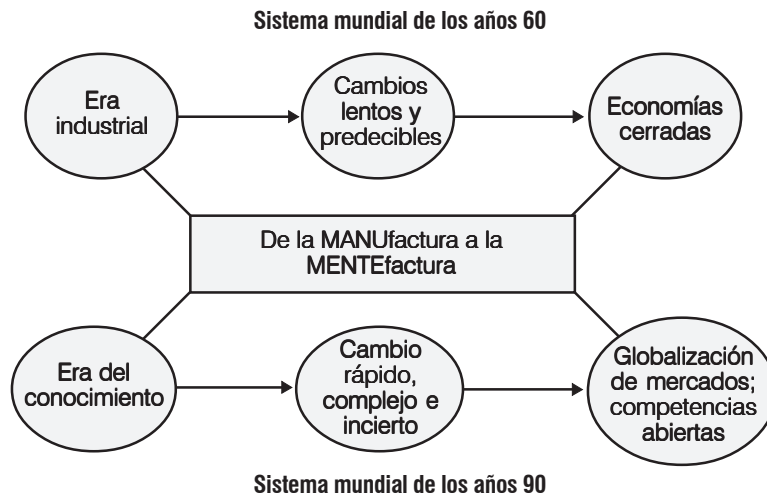 Sistema mundial de los años 60
Era
industrial
Cambios
lentos y
predecibles
Economías
cerradas
De la MANUfactura a la
MENTEfactura
Era del
conocimiento
Cambio
rápido,
complejo e
incierto
Globalización
de mercados;
competencias
abiertas
Sistema mundial de los años 90